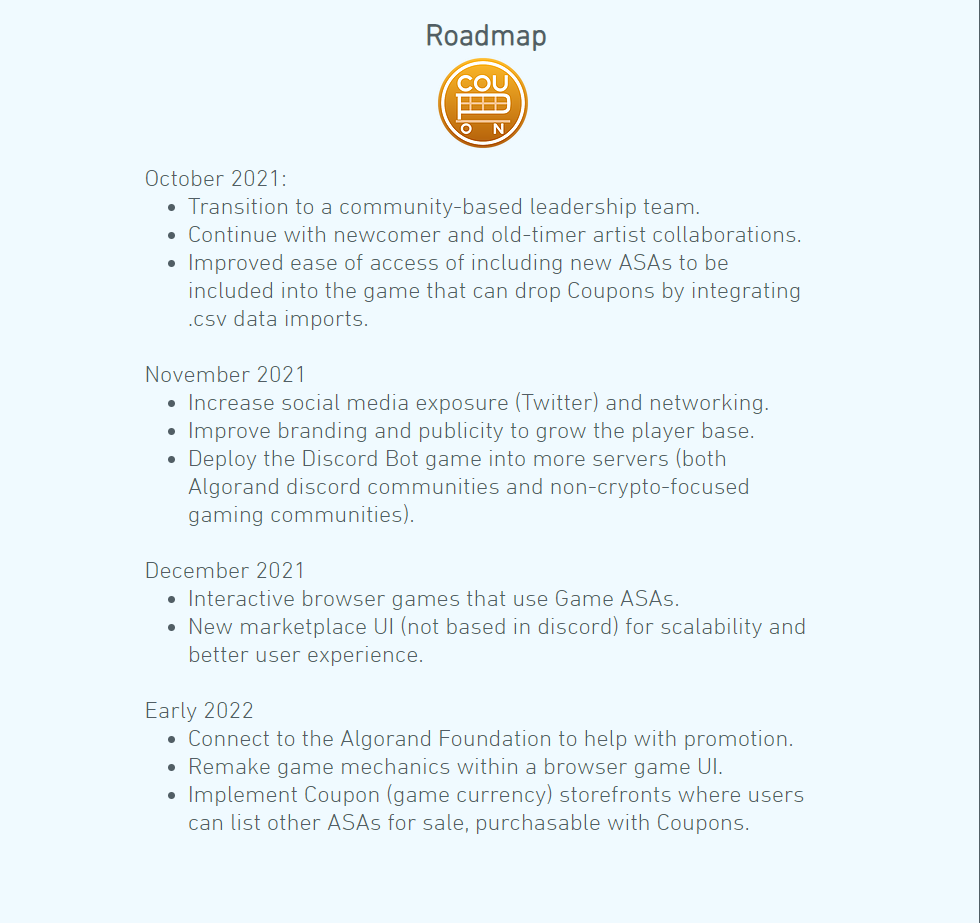 Roadmap
COU
P
O N
October 2021:
• Transition to a community-based leadership team.
• Continue with newcomer and old-timer artist collaborations.
• Improved ease of access of including new ASAs to be
included into the game that can drop Coupons by integrating
.csv data imports.
November 2021
• Increase social media exposure (Twitter) and networking.
• Improve branding and publicity to grow the player base.
• Deploy the Discord Bot game into more servers (both
Algorand discord communities and non-crypto-focused
gaming communities).
December 2021
• Interactive browser games that use Game ASAs.
• New marketplace UI (not based in discord) for scalability and
better user experience.
Early 2022
• Connect to the Algorand Foundation to help with promotion.
• Remake game mechanics within a browser game UI.
• Implement Coupon (game currency) storefronts where users
can list other ASAs for sale, purchasable with Coupons.